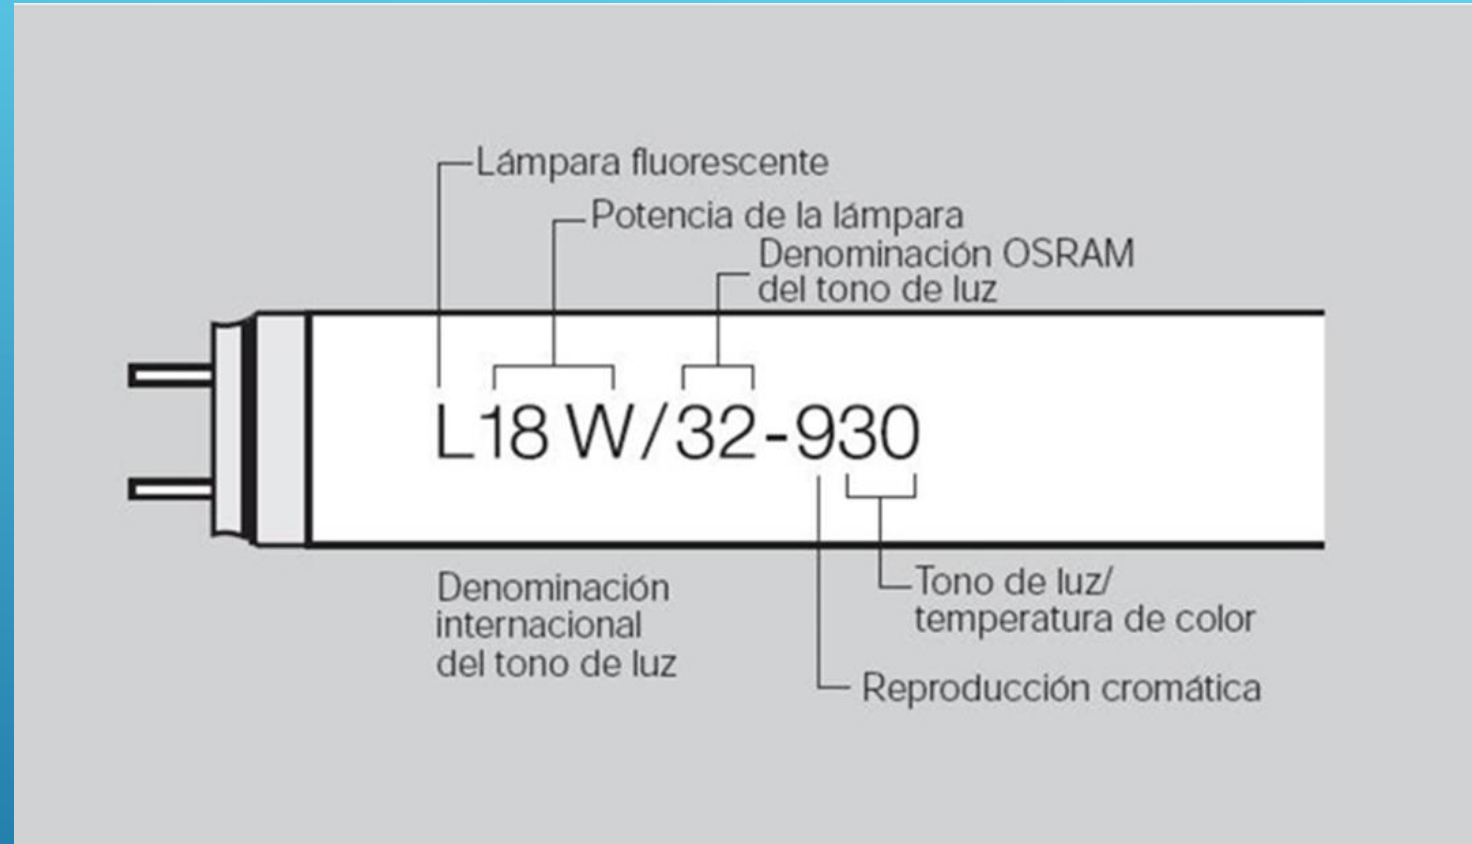 Lámpara fluorescente
Potencia de la lámpara
Denominación OSRAM
del tono de luz
L18 W/32-930
Denominación
internacional
del tono de luz
Tono de luz/
temperatura de color
Reproducción cromática